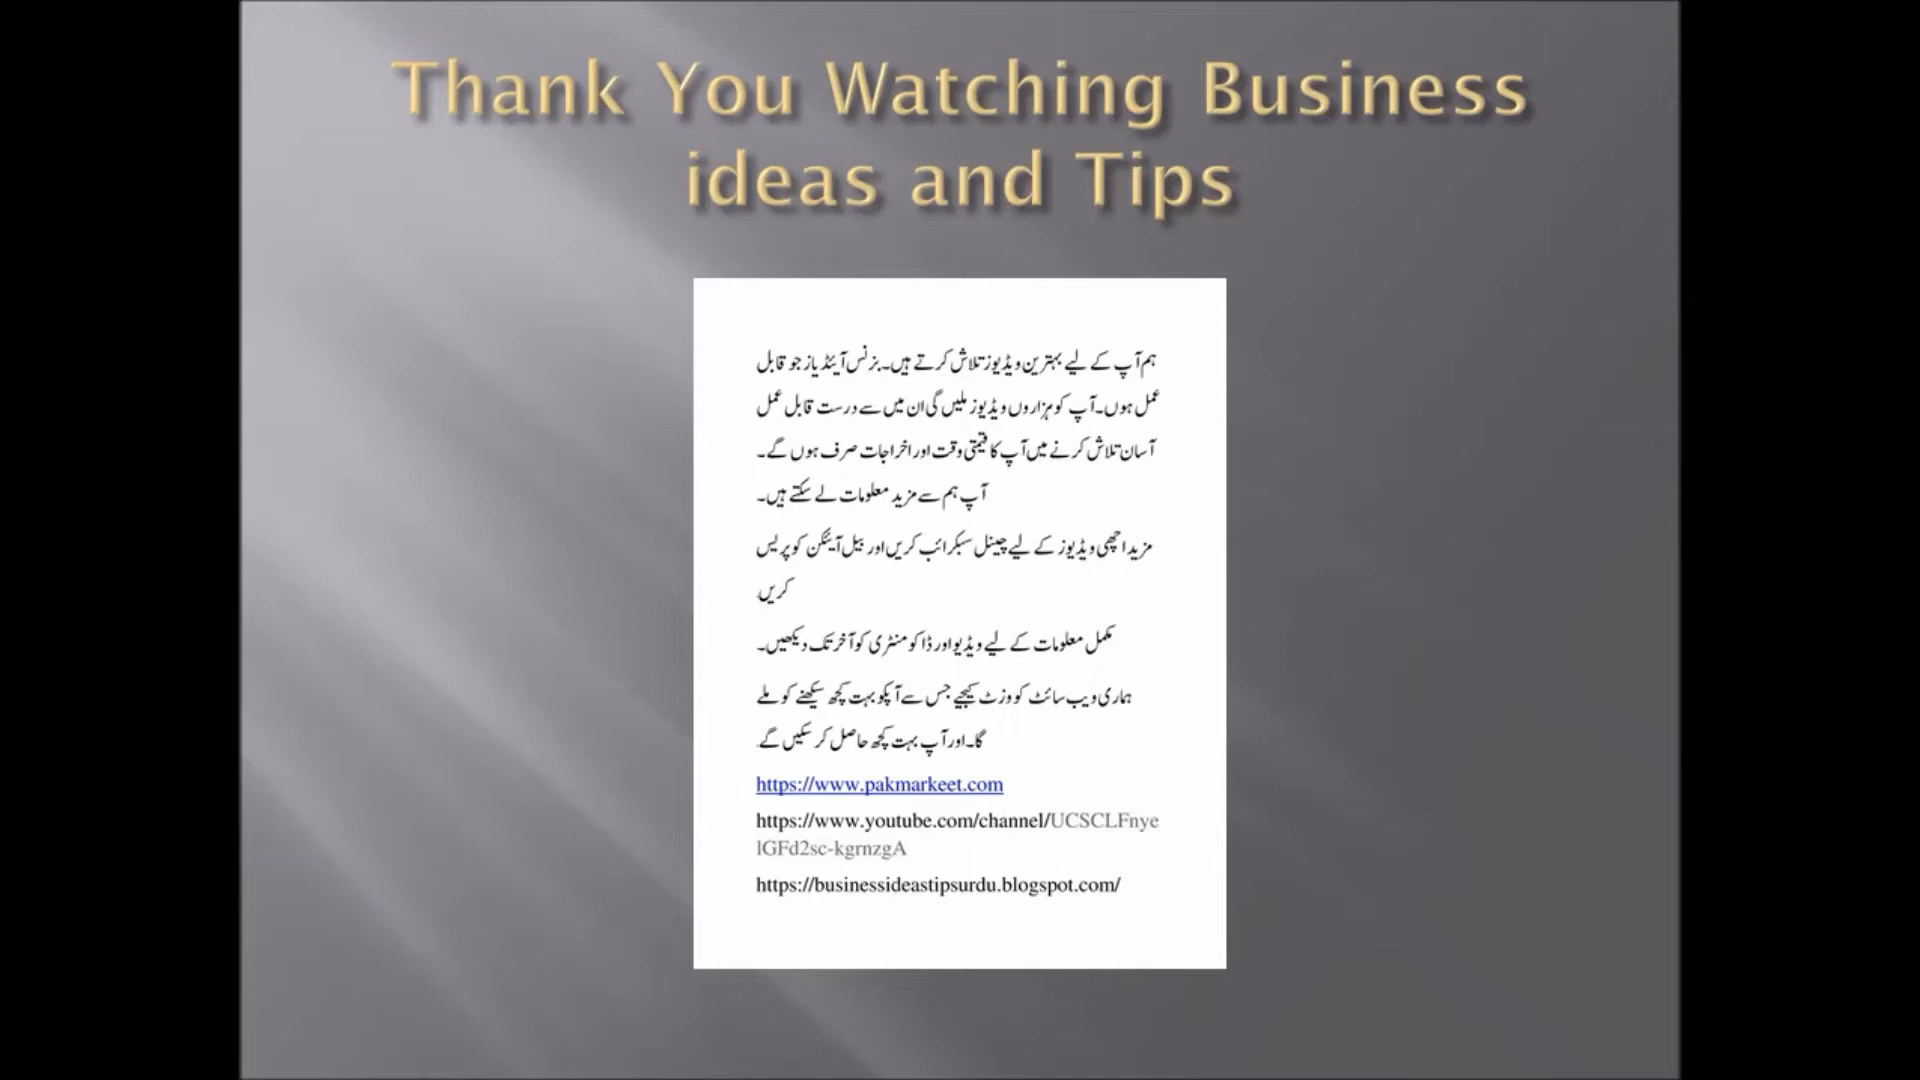 Thank You Watching Business
ideas and Tips
ہم آپ کے لیے بہترین ویڈیوز تلاش کرتے ہیں۔ بزنس آئیڈیاز جو قابل
عمل ہوں۔ آپ کو ہزاروں ویڈیوز ملیں گی ان میں سے درست قابل عمل
آسان تلاش کرنے میں آپ کا قیمتی وقت اور اخراجات صرف ہوں گے۔
آپ ہم سے مزید معلومات لے سکتے ہیں۔
مزید اچھی ویڈیوز کے لیے چینل سبکرائب کریں اور بیل آئیگن کو پریس
کریں
مکمل معلومات کے لیے ویڈیو اور ڈاکو منٹری کو آخر تک دیکھیں۔
ہماری ویب سائٹ کو وزٹ کیجیے جس سے آپکو بہت کچھ سیکھنے کو ملے
گا۔ اور آپ بہت کچھ حاصل کر سکیں گے
https://www.pakmarkeet.com
https://www.youtube.com/channel/UCSCLFnye
lGFd2sc-kgrnzgA
https://businessideastipsurdu.blogspot.com/